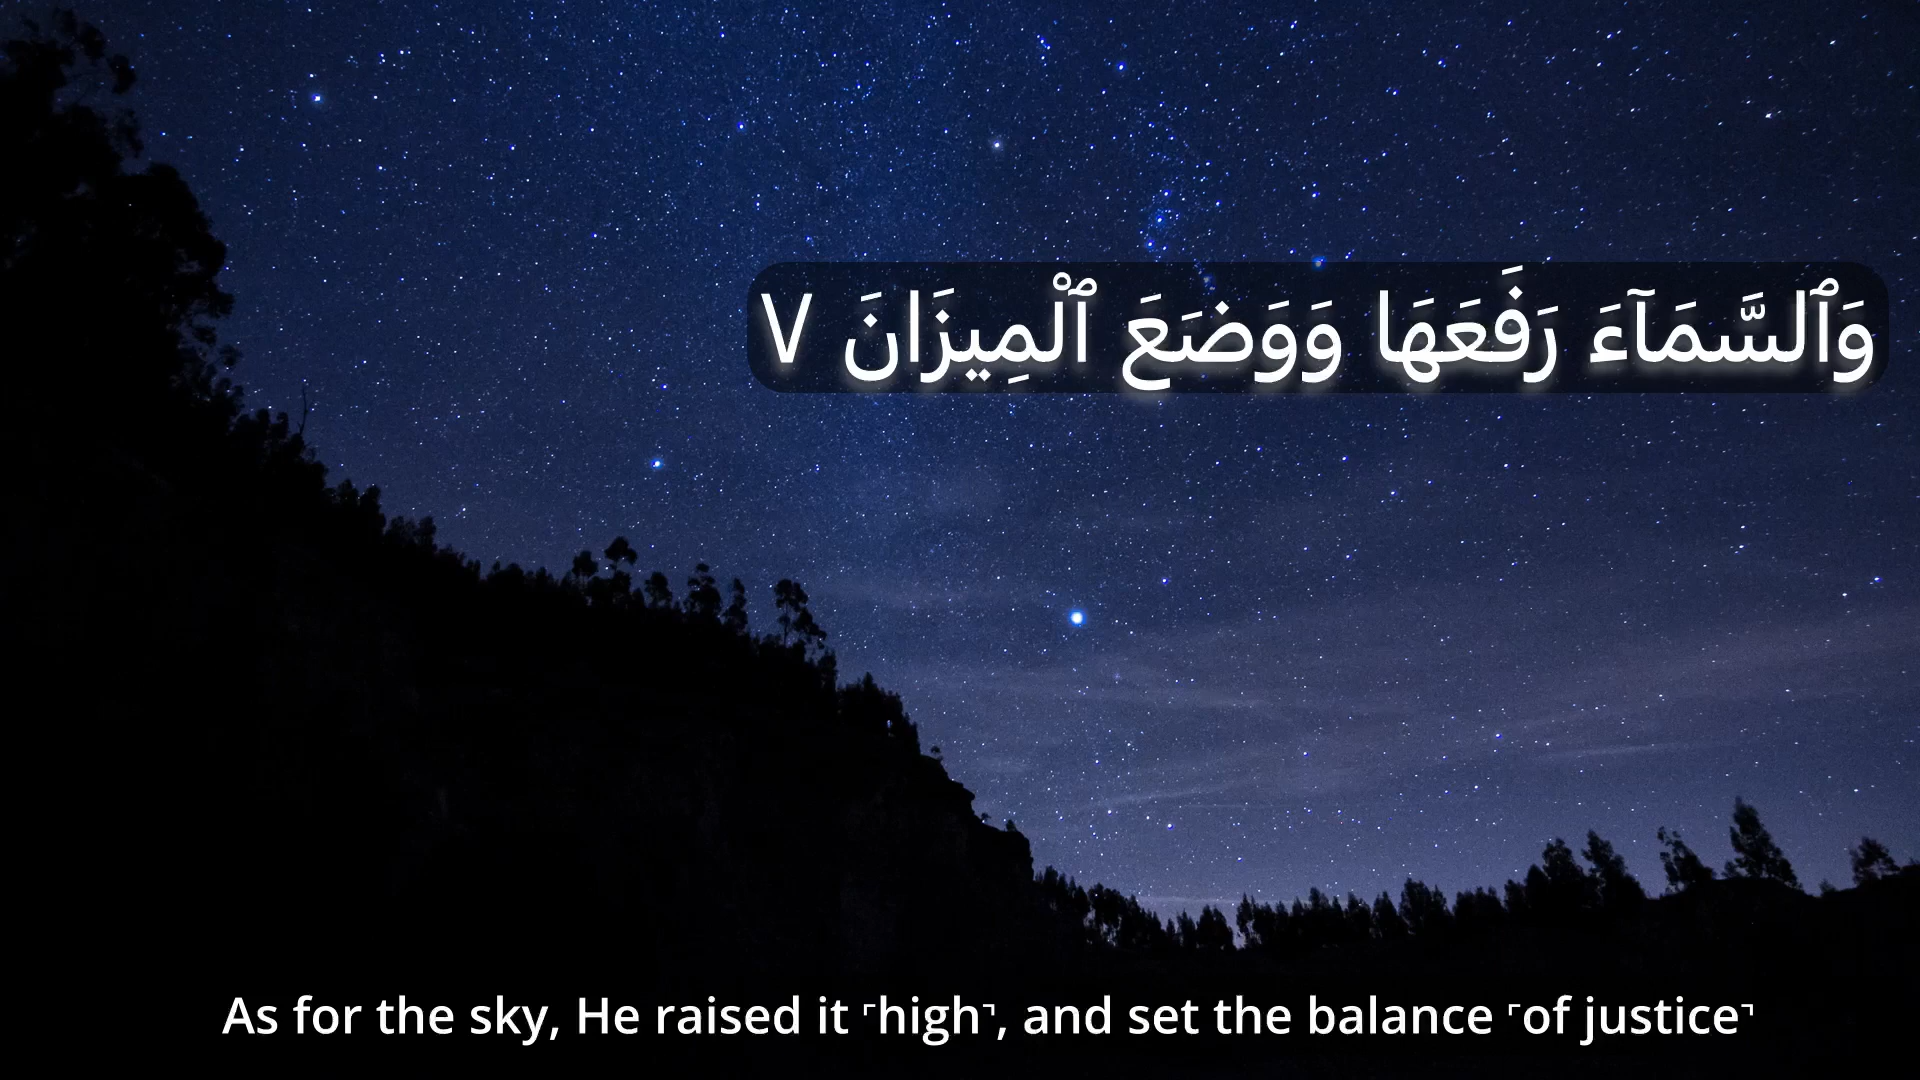 وَٱلسَّمَآءَ رَفَعَهَا وَوَضَعَ ٱلْمِيزَانَ ٧
As for the sky, He raised it ⌜high⌝, and set the balance ⌜of justice⌝